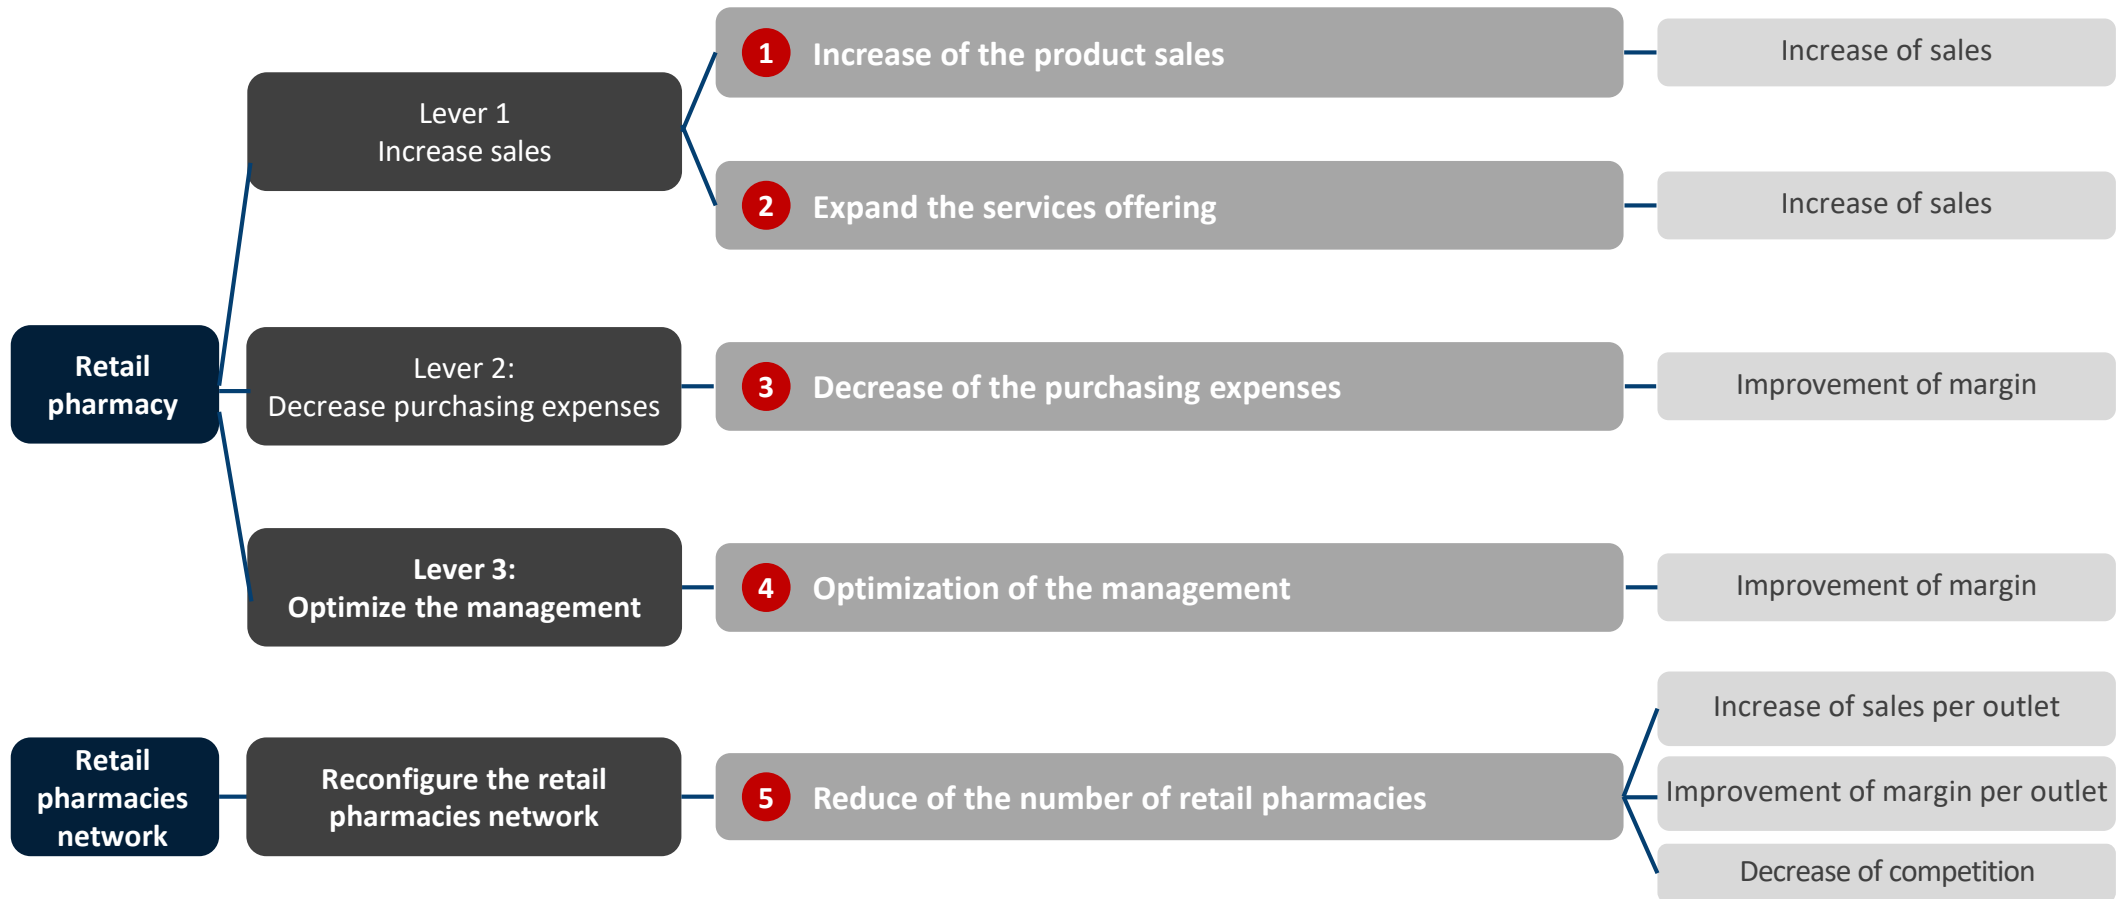 1 Increase of the product sales
Increase of sales
Lever 1
Increase sales
2 Expand the services offering
Increase of sales
Retail
pharmacy
Lever 2:
Decrease purchasing expenses
3 Decrease of the purchasing expenses
Improvement of margin
Lever 3:
Optimize the management
4 Optimization of the management
Improvement of margin
Retail
pharmacies
network
Reconfigure the retail
pharmacies network
5 Reduce of the number of retail pharmacies
Increase of sales per outlet
Improvement of margin per outlet
Decrease of competition